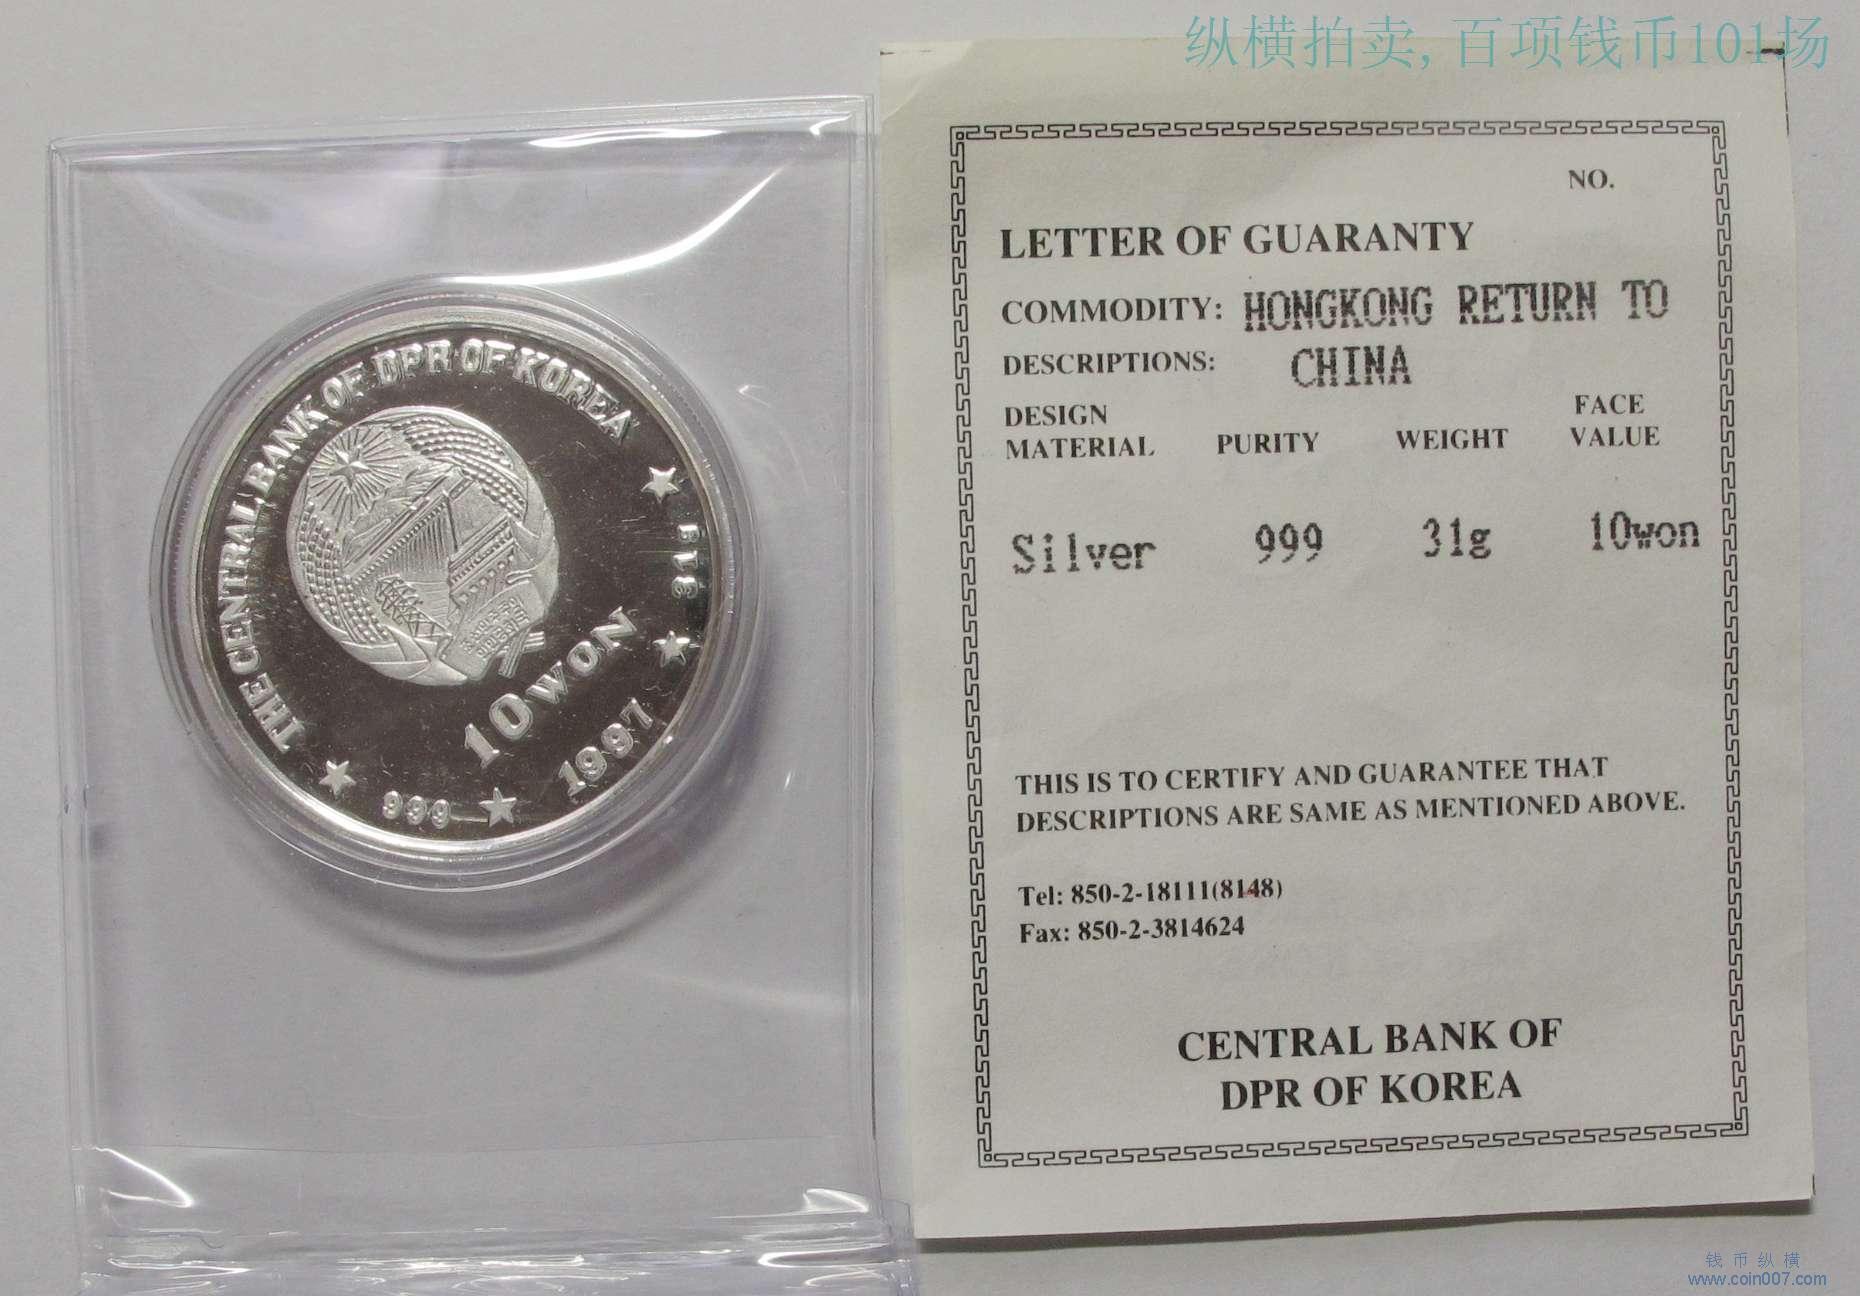 纵横拍卖,百项钱币101场
THE CENTRAL BANK OF DPR OF KOREA
31g
10 WON
1997
999
NO.
LETTER OF GUARANTY
COMMODITY: HONGKONG RETURN TO
DESCRIPTIONS: CHINA
DESIGN MATERIAL PURITY WEIGHT FACE VALUE
Silver 999 31g 10won
THIS IS TO CERTIFY AND GUARANTEE THAT
DESCRIPTIONS ARE SAME AS MENTIONED ABOVE.
Tel: 850-2-18111(8148)
Fax: 850-2-3814624
CENTRAL BANK OF
DPR OF KOREA
钱币纵横
www.coin007.com